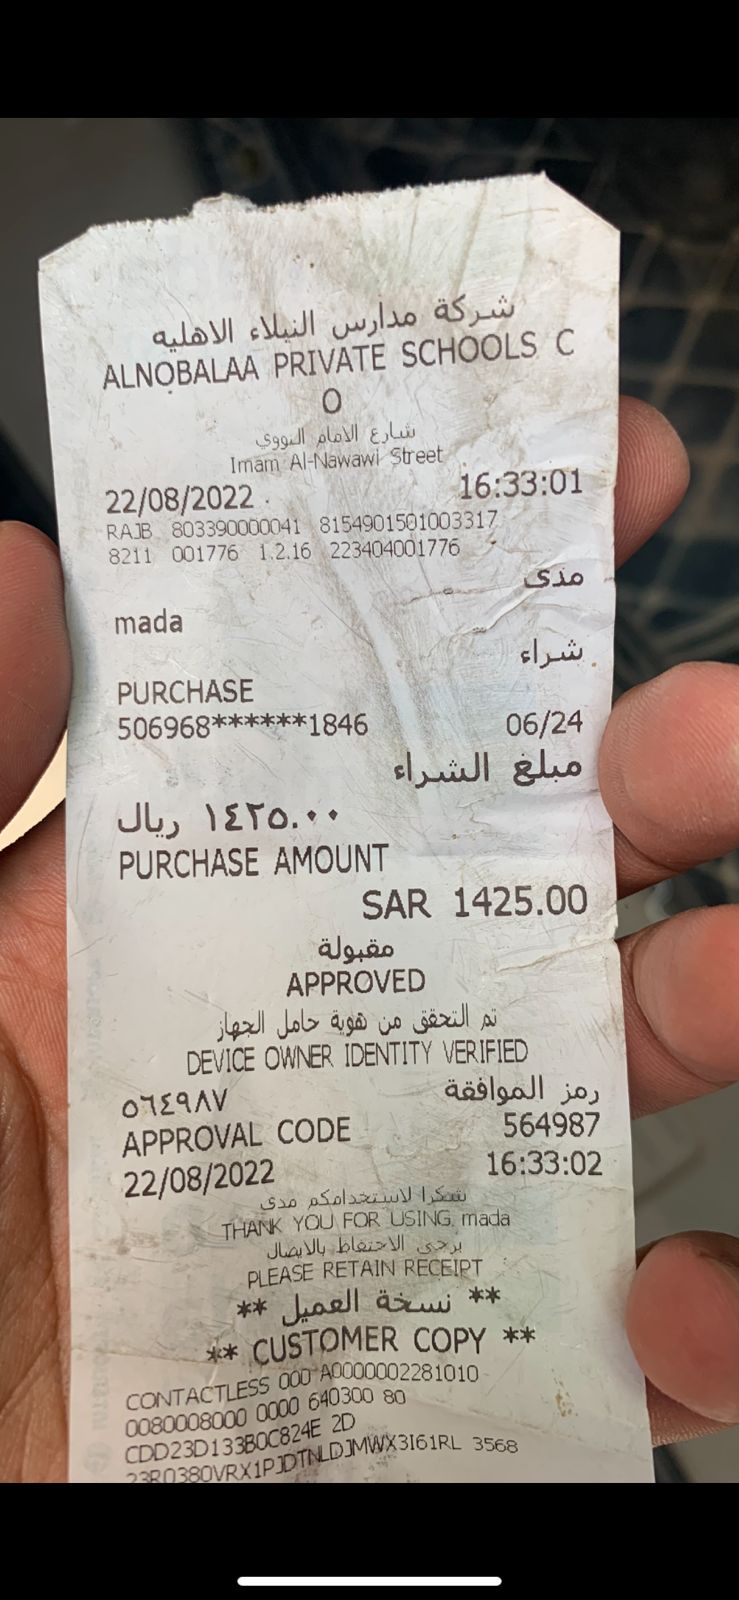 شركة مدارس النبلاء الاهليه
ALNOBALAA PRIVATE SCHOOLS C
O
شارع الامام النووي
Imam Al-Nawawi Street
22/08/2022 16:33:01
RAJB 803390000041 8154901501003317
8211 001776 1.2.16 223404001776
مدى
mada
شراء
PURCHASE
506968******1846 06/24
مبلغ الشراء
١٤٢٥.٠٠ ريال
PURCHASE AMOUNT
SAR 1425.00
مقبولة
APPROVED
تم التحقق من هوية حامل الجهاز
DEVICE OWNER IDENTITY VERIFIED
رمز الموافقة ٥٦٤٩٨٧
APPROVAL CODE 564987
22/08/2022 16:33:02
شكرا لاستخدامكم مدى
THANK YOU FOR USING mada
يرجى الاحتفاظ بالايصال
PLEASE RETAIN RECEIPT
** نسخة العميل **
** CUSTOMER COPY **
CONTACTLESS 000 A0000002281010
0080008000 0000 640300 80
CDD23D133B0C824E 2D
23R0380VRX1PJDTNLDJMWX3I61RL 3568